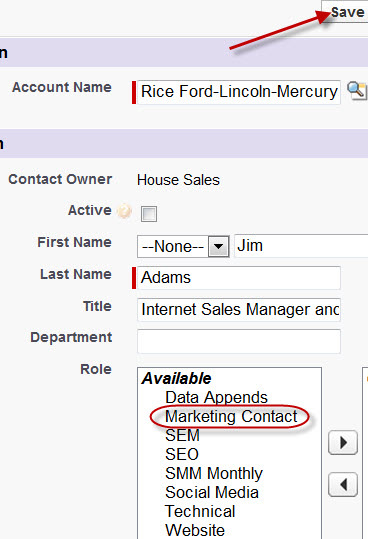 Save
n
Account Name Rice Ford-Lincoln-Mercury
n
Contact Owner House Sales
Active
First Name --None-- Jim
Last Name Adams
Title Internet Sales Manager and
Department
Role Available
Data Appends
Marketing Contact
SEM
SEO
SMM Monthly
Social Media
Technical
Website